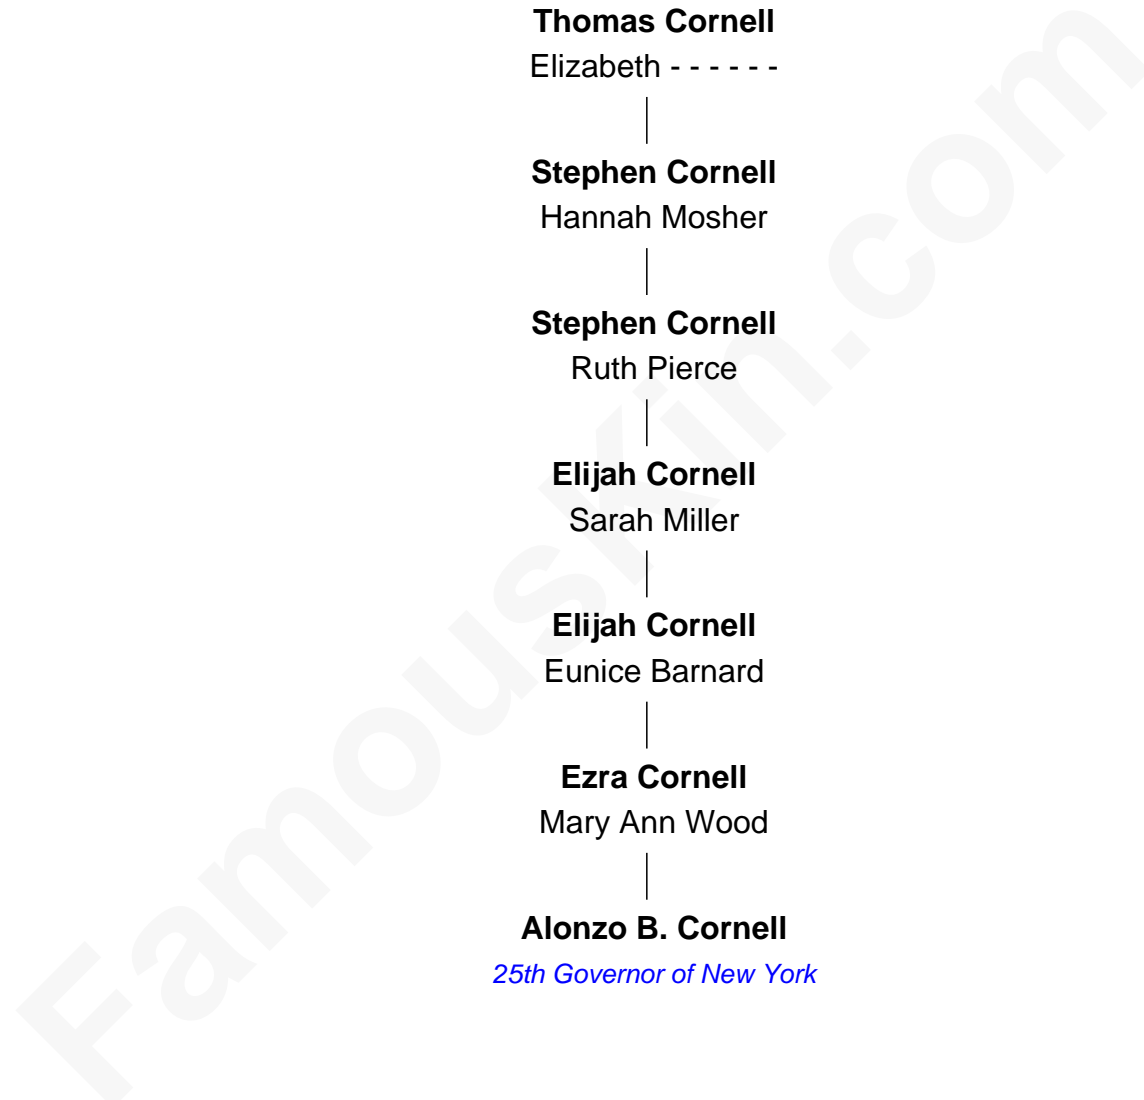 Thomas Cornell
Elizabeth - - - - - -
Stephen Cornell
Hannah Mosher
Stephen Cornell
Ruth Pierce
Elijah Cornell
Sarah Miller
Elijah Cornell
Eunice Barnard
Ezra Cornell
Mary Ann Wood
Alonzo B. Cornell
25th Governor of New York
FamousKin.com